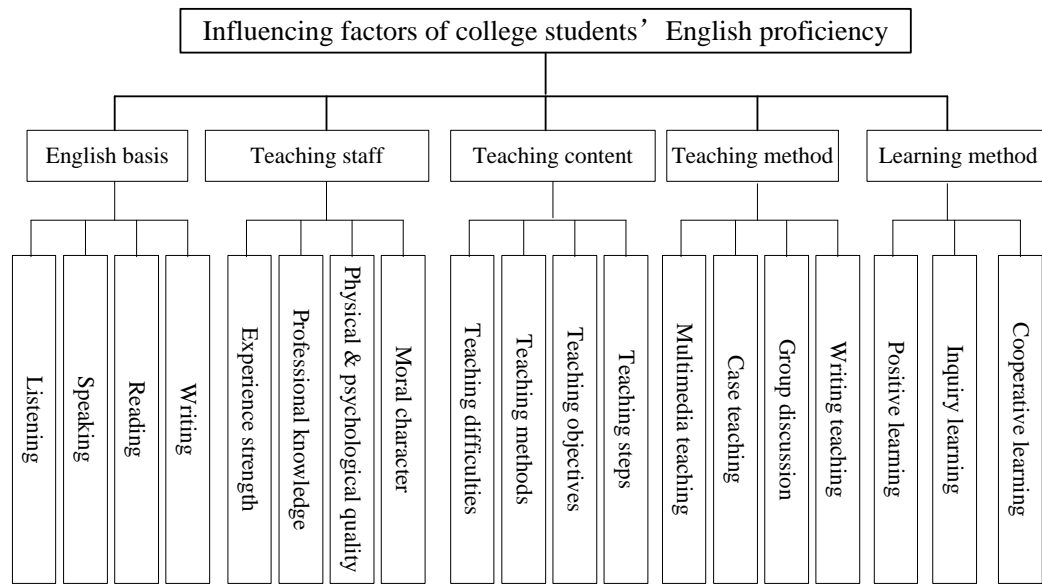 Influencing factors of college students’ English proficiency
English basis
Teaching staff
Teaching content
Teaching method
Learning method
Listening
Speaking
Reading
Writing
Experience strength
Professional knowledge
Physical & psychological quality
Moral character
Teaching difficulties
Teaching methods
Teaching objectives
Teaching steps
Multimedia teaching
Case teaching
Group discussion
Writing teaching
Positive learning
Inquiry learning
Cooperative learning